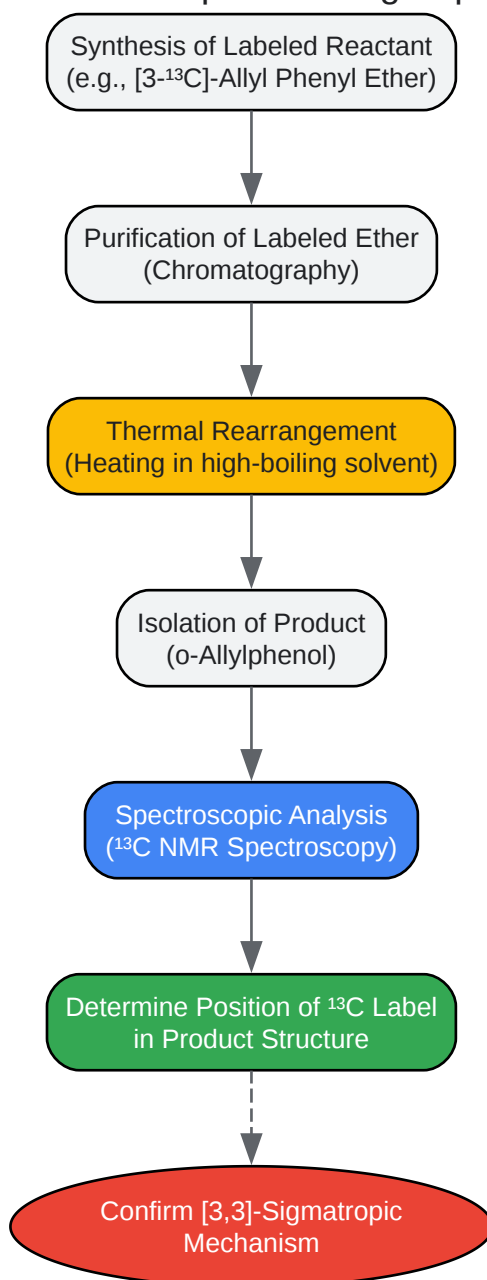 Synthesis of Labeled Reactant
(e.g., [3-¹³C]-Allyl Phenyl Ether)
Purification of Labeled Ether
(Chromatography)
Thermal Rearrangement
(Heating in high-boiling solvent)
Isolation of Product
(o-Allylphenol)
Spectroscopic Analysis
(¹³C NMR Spectroscopy)
Determine Position of ¹³C Label
in Product Structure
Confirm [3,3]-Sigmatropic
Mechanism